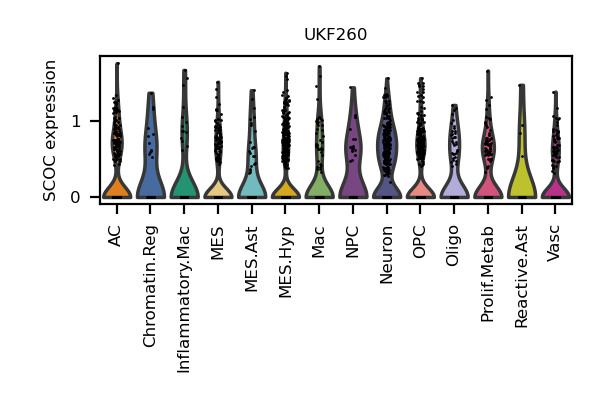 UKF260
SCOC expression
1
0
AC
Chromatin.Reg
Inflammatory.Mac
MES
MES.Ast
MES.Hyp
Mac
NPC
Neuron
OPC
Oligo
Prolif.Metab
Reactive.Ast
Vasc